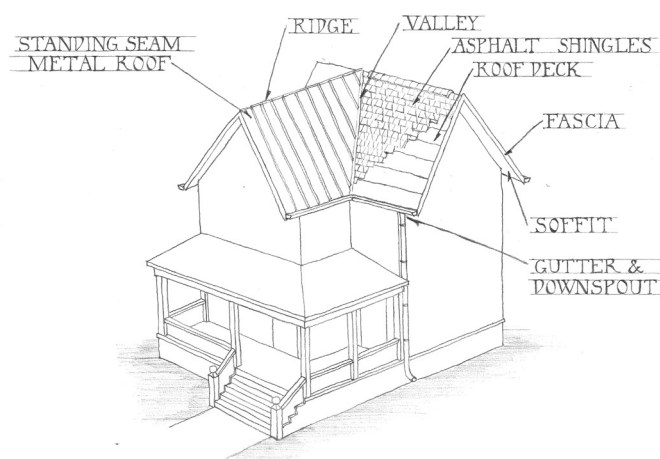 RIDGE
VALLEY
STANDING SEAM
METAL ROOF
ASPHALT SHINGLES
ROOF DECK
FASCIA
SOFFIT
GUTTER &
DOWNSPOUT